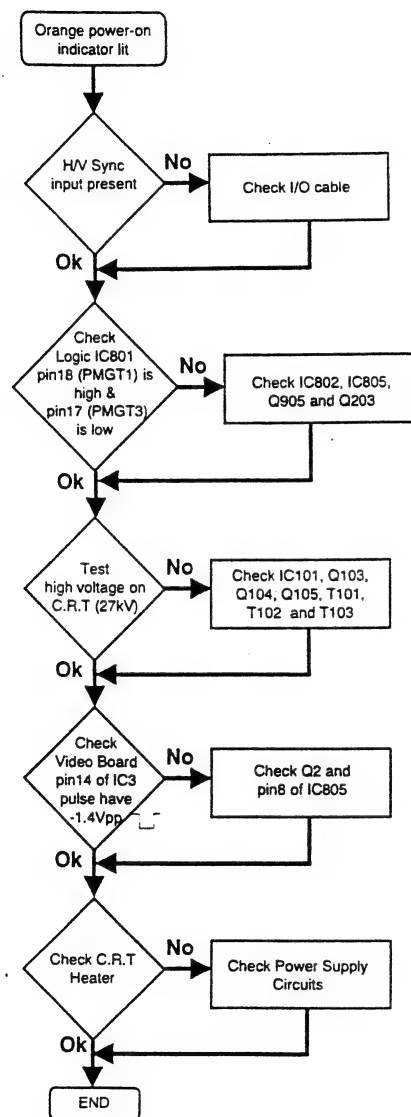 Orange power-on
indicator lit
H/V Sync
input present
No
Check I/O cable
Ok
Check
Logic IC801
pin18 (PMGT1) is
high &
pin17 (PMGT3)
is low
No
Check IC802, IC805,
Q905 and Q203
Ok
Test
high voltage on
C.R.T (27kV)
No
Check IC101, Q103,
Q104, Q105, T101,
T102 and T103
Ok
Check
Video Board
pin14 of IC3
pulse have
-1.4Vpp
No
Check Q2 and
pin8 of IC805
Ok
Check C.R.T
Heater
No
Check Power Supply
Circuits
Ok
END